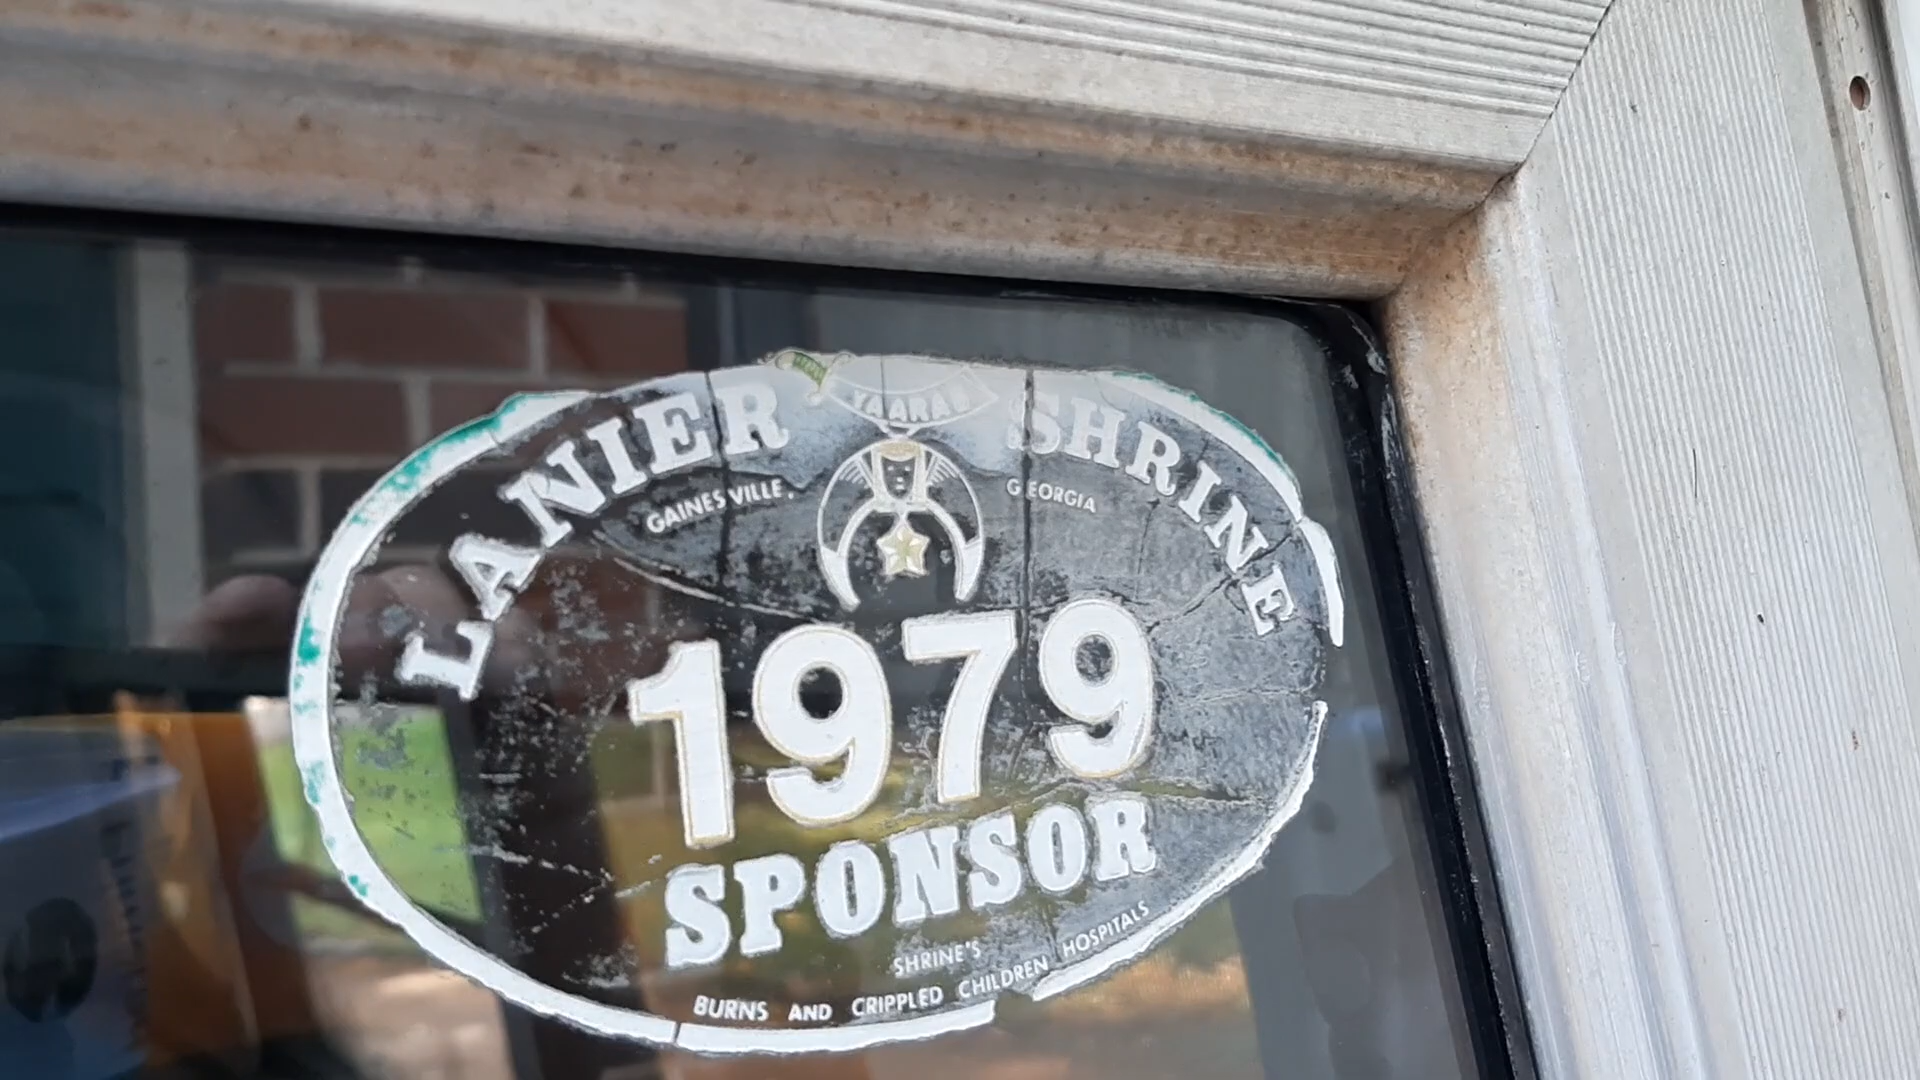 YAARAB
LANIER SHRINE
GAINESVILLE, GEORGIA
1979
SPONSOR
SHRINE'S
BURNS AND CRIPPLED CHILDREN HOSPITALS